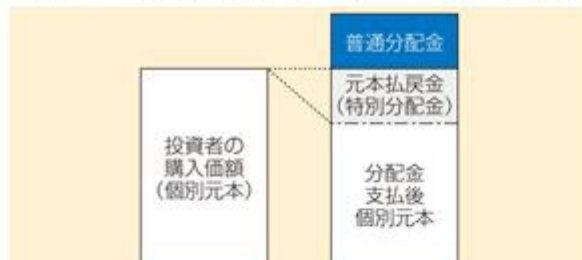 投資者の
購入価額
(個別元本)
普通分配金
元本払戻金
(特別分配金)
分配金
支払後
個別元本